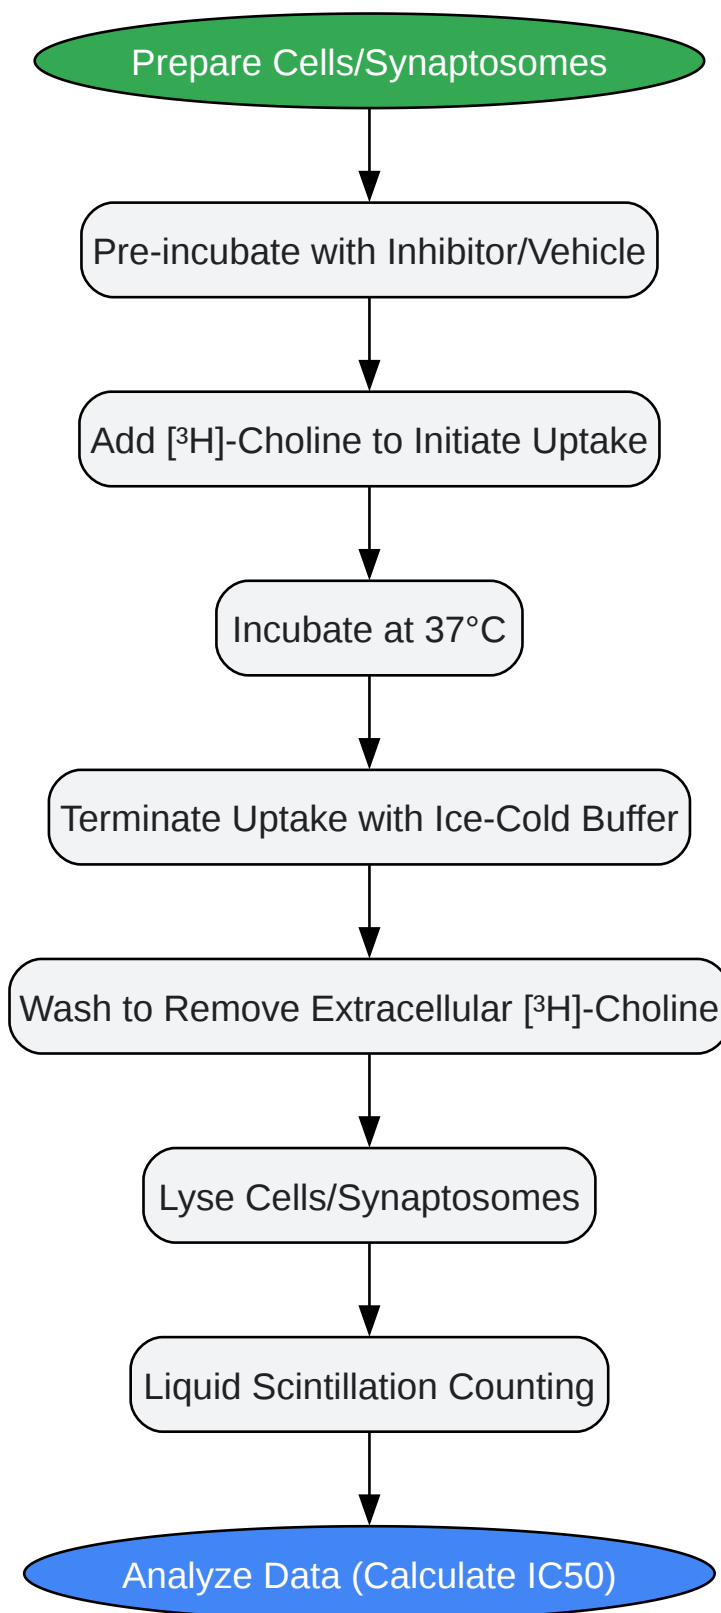 Prepare Cells/Synaptosomes
Pre-incubate with Inhibitor/Vehicle
Add [³H]-Choline to Initiate Uptake
Incubate at 37°C
Terminate Uptake with Ice-Cold Buffer
Wash to Remove Extracellular [³H]-Choline
Lyse Cells/Synaptosomes
Liquid Scintillation Counting
Analyze Data (Calculate IC50)